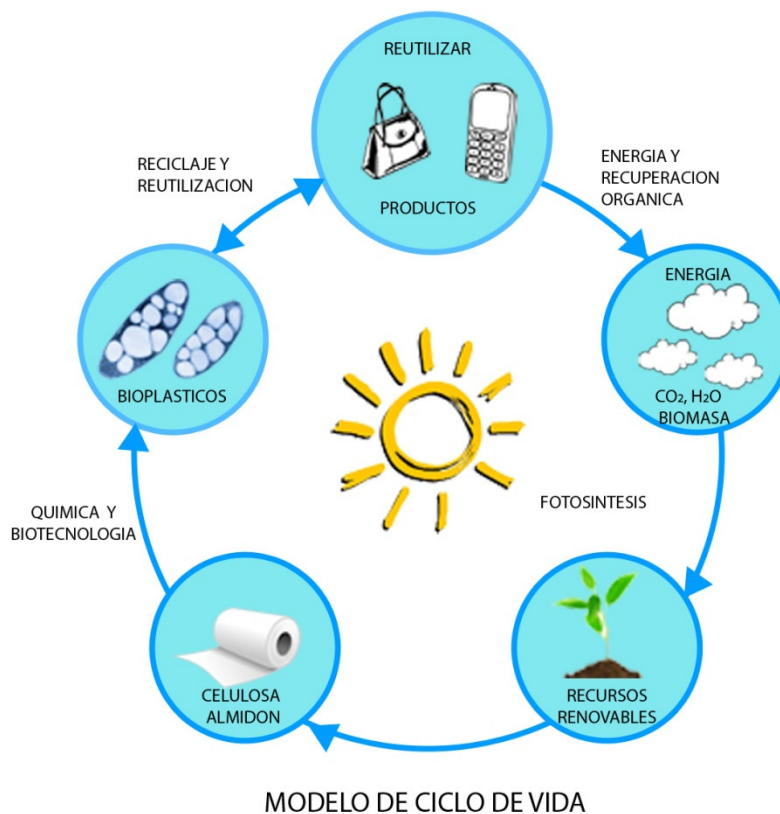 REUTILIZAR
PRODUCTOS
ENERGIA Y
RECUPERACION
ORGANICA
ENERGIA
CO₂, H₂O
BIOMASA
FOTOSINTESIS
RECURSOS
RENOVABLES
CELULOSA
ALMIDON
QUIMICA Y
BIOTECNOLOGIA
BIOPLASTICOS
RECICLAJE Y
REUTILIZACION
MODELO DE CICLO DE VIDA